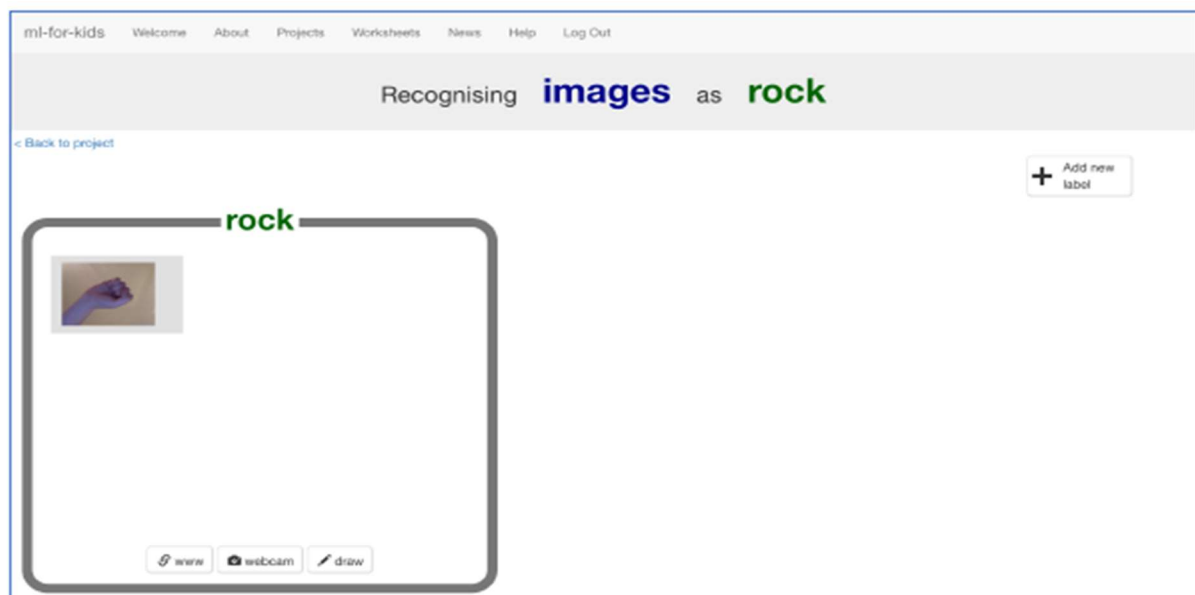 ml-for-kids Welcome About Projects Worksheets News Help Log Out
Recognising images as rock
< Back to project
Add new
label
rock
www webcam draw